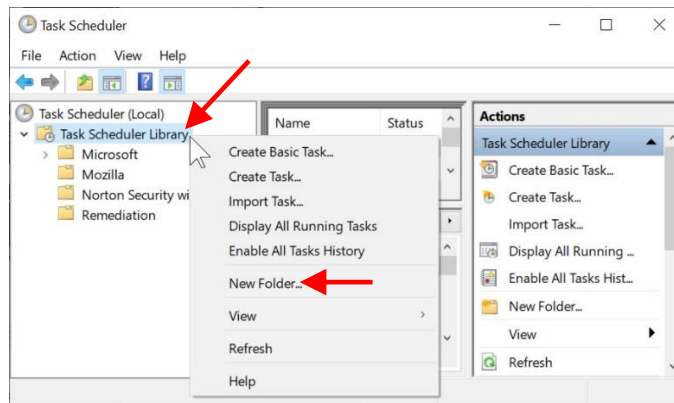 Task Scheduler
File Action View Help
Task Scheduler (Local)
Task Scheduler Library
Microsoft
Mozilla
Norton Security wi
Remediation
Name Status
Create Basic Task...
Create Task...
Import Task...
Display All Running Tasks
Enable All Tasks History
New Folder...
View
Refresh
Help
Actions
Task Scheduler Library
Create Basic Task...
Create Task...
Import Task...
Display All Running ...
Enable All Tasks Hist...
New Folder...
View
Refresh